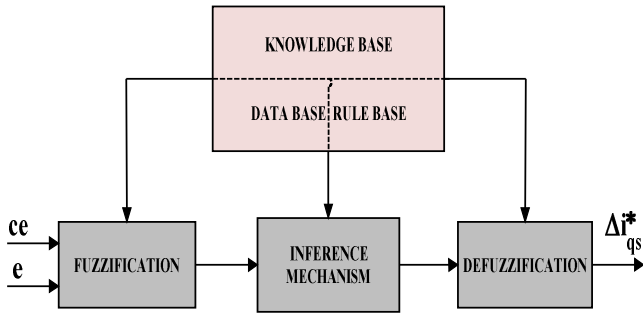 KNOWLEDGE BASE
DATA BASE RULE BASE
ce
e
FUZZIFICATION
INFERENCE
MECHANISM
DEFUZZIFICATION
Δi*qs